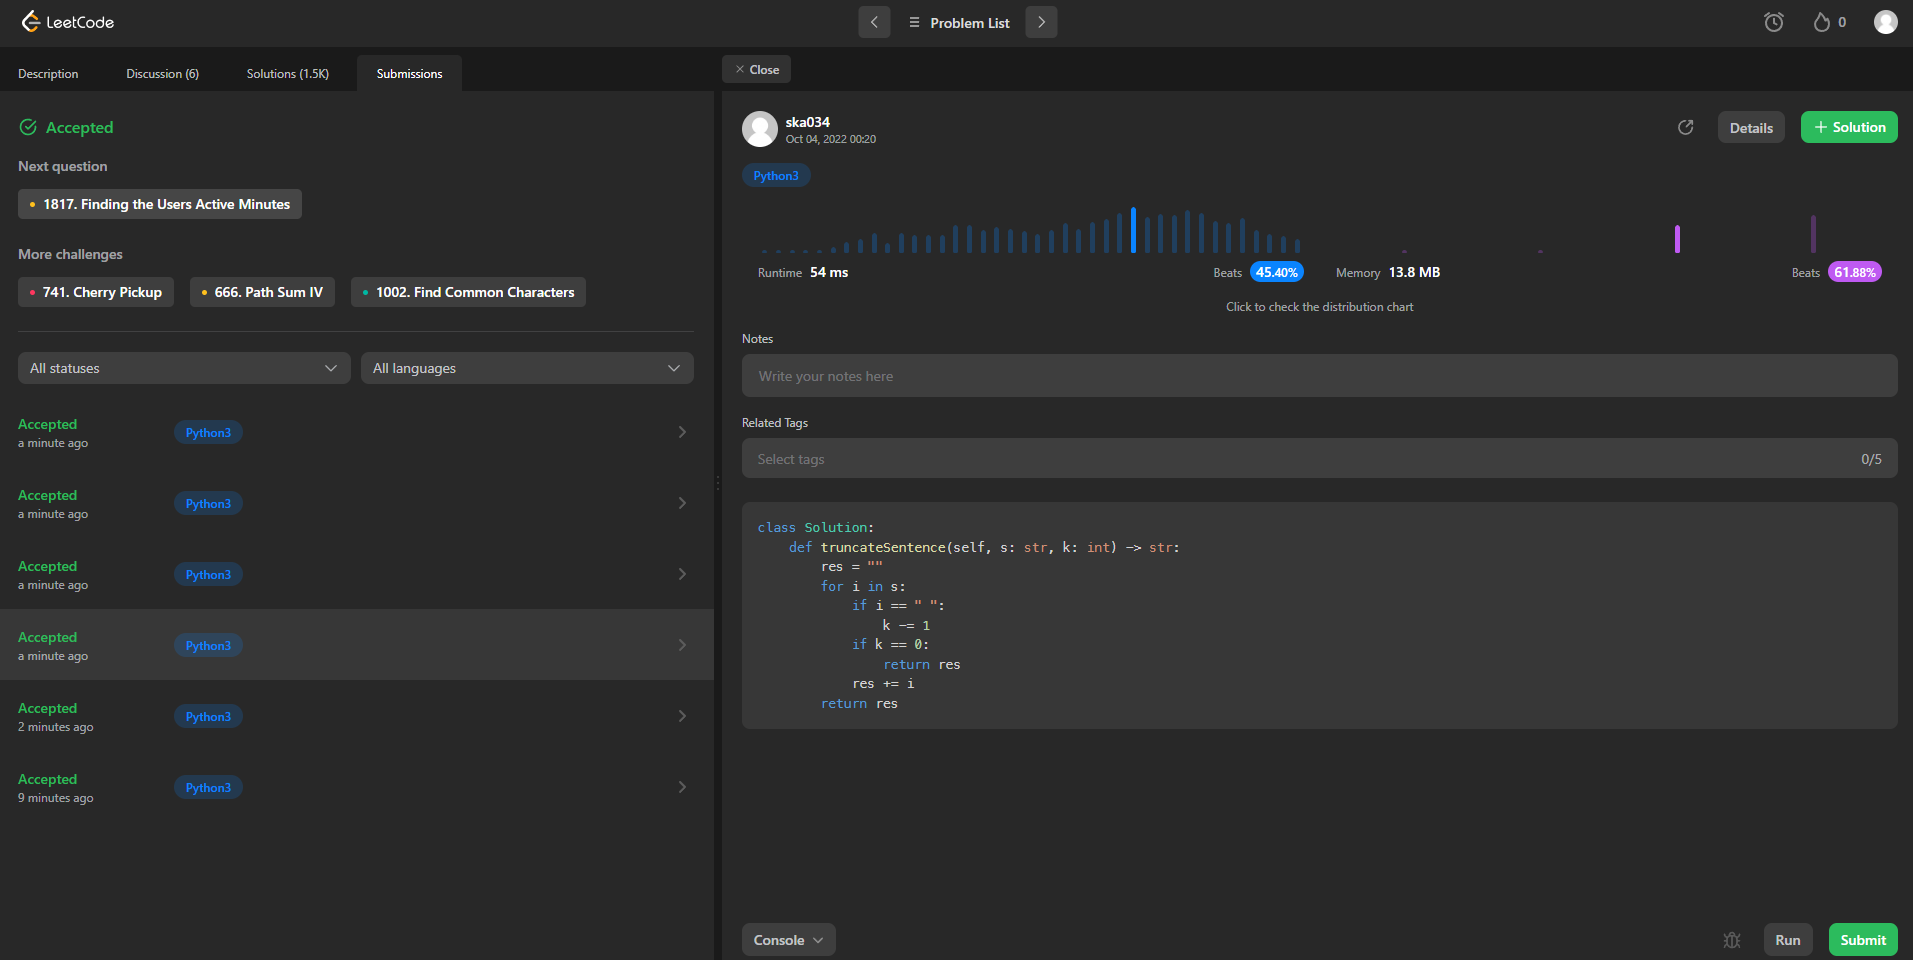 LeetCode
Problem List
0
Description
Discussion (6)
Solutions (1.5K)
Submissions
Accepted
Next question
1817. Finding the Users Active Minutes
More challenges
741. Cherry Pickup
666. Path Sum IV
1002. Find Common Characters
All statuses
All languages
Accepted
a minute ago
Python3
Accepted
a minute ago
Python3
Accepted
a minute ago
Python3
Accepted
a minute ago
Python3
Accepted
2 minutes ago
Python3
Accepted
9 minutes ago
Python3
× Close
ska034
Oct 04, 2022 00:20
Details
+ Solution
Python3
Runtime 54 ms
Beats 45.40%
Memory 13.8 MB
Beats 61.88%
Click to check the distribution chart
Notes
Write your notes here
Related Tags
Select tags
0/5
class Solution:
    def truncateSentence(self, s: str, k: int) -> str:
        res = ""
        for i in s:
            if i == " ":
                k -= 1
            if k == 0:
                return res
            res += i
        return res
Console
Run
Submit